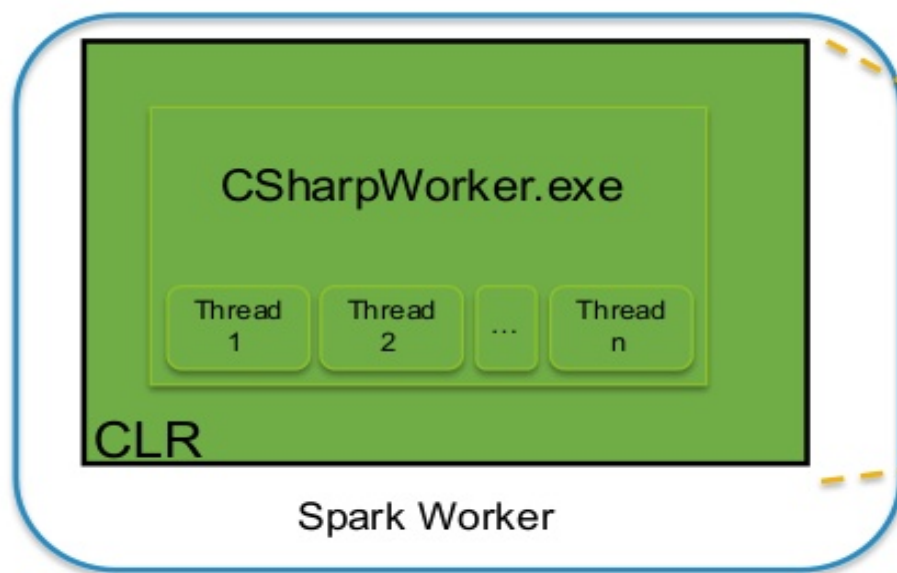 CSharpWorker.exe
Thread
1
Thread
2
...
Thread
n
CLR
Spark Worker